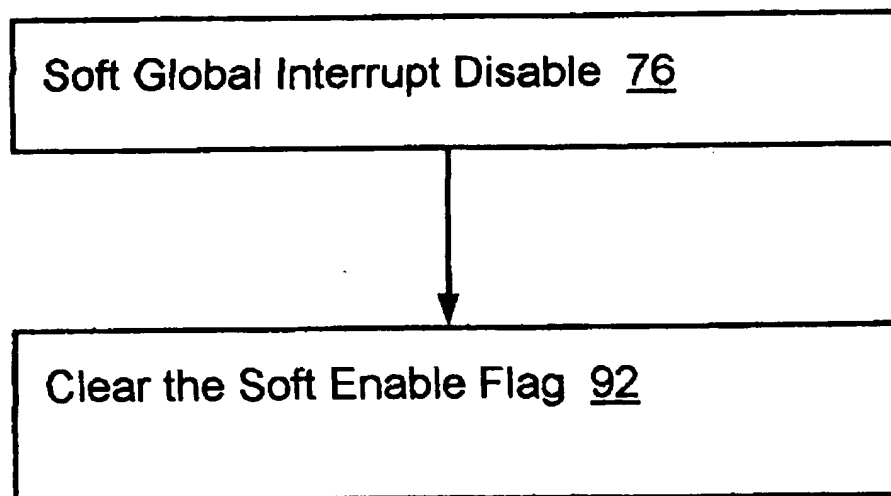 Soft Global Interrupt Disable 76
Clear the Soft Enable Flag 92